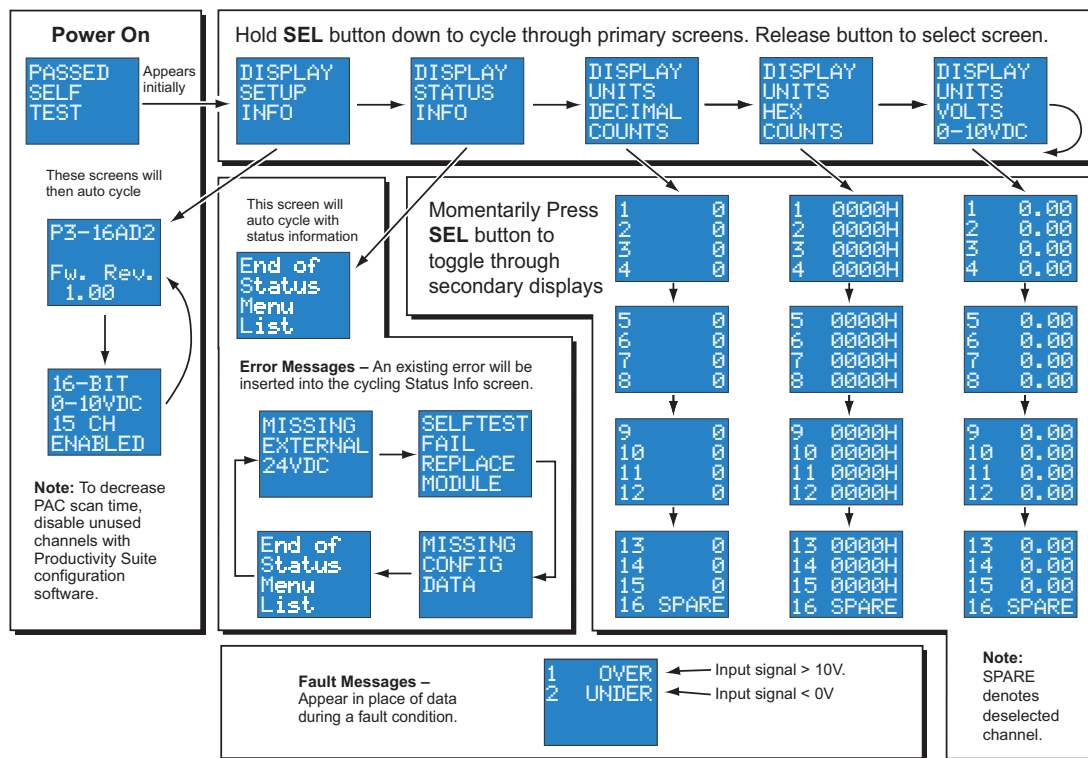 Power On
PASSED
SELF
TEST
Appears
initially
These screens will
then auto cycle
P3-16AD2
Fw. Rev.
1.00
16-BIT
0-10VDC
15 CH
ENABLED
Note: To decrease
PAC scan time,
disable unused
channels with
Productivity Suite
configuration
software.
Hold SEL button down to cycle through primary screens. Release button to select screen.
DISPLAY
SETUP
INFO
DISPLAY
STATUS
INFO
DISPLAY
UNITS
DECIMAL
COUNTS
DISPLAY
UNITS
HEX
COUNTS
DISPLAY
UNITS
VOLTS
0-10VDC
This screen will
auto cycle with
status information
End of
Status
Menu
List
Error Messages – An existing error will be
inserted into the cycling Status Info screen.
MISSING
EXTERNAL
24VDC
SELFTEST
FAIL
REPLACE
MODULE
End of
Status
Menu
List
MISSING
CONFIG
DATA
Momentarily Press
SEL button to
toggle through
secondary displays
1 0
2 0
3 0
4 0
5 0
6 0
7 0
8 0
9 0
10 0
11 0
12 0
13 0
14 0
15 0
16 SPARE
1 0000H
2 0000H
3 0000H
4 0000H
5 0000H
6 0000H
7 0000H
8 0000H
9 0000H
10 0000H
11 0000H
12 0000H
13 0000H
14 0000H
15 0000H
16 SPARE
1 0.00
2 0.00
3 0.00
4 0.00
5 0.00
6 0.00
7 0.00
8 0.00
9 0.00
10 0.00
11 0.00
12 0.00
13 0.00
14 0.00
15 0.00
16 SPARE
Fault Messages –
Appear in place of data
during a fault condition.
1 OVER
2 UNDER
Input signal > 10V.
Input signal < 0V
Note:
SPARE
denotes
deselected
channel.